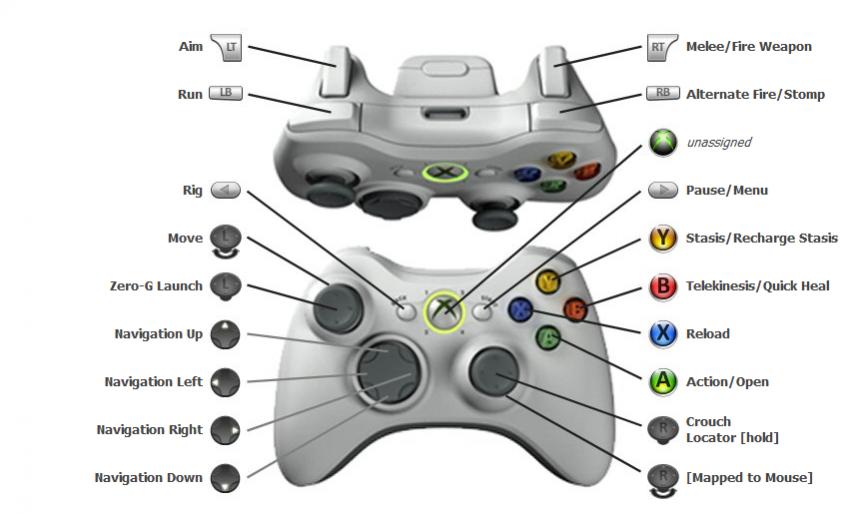 Aim LT
RT Melee/Fire Weapon
Run LB
RB Alternate Fire/Stomp
unassigned
Rig
Pause/Menu
Move L
Y Stasis/Recharge Stasis
Zero-G Launch L
B Telekinesis/Quick Heal
Navigation Up
X Reload
Navigation Left
A Action/Open
Navigation Right
R Crouch
Locator [hold]
Navigation Down
R [Mapped to Mouse]
Y
X
B
A